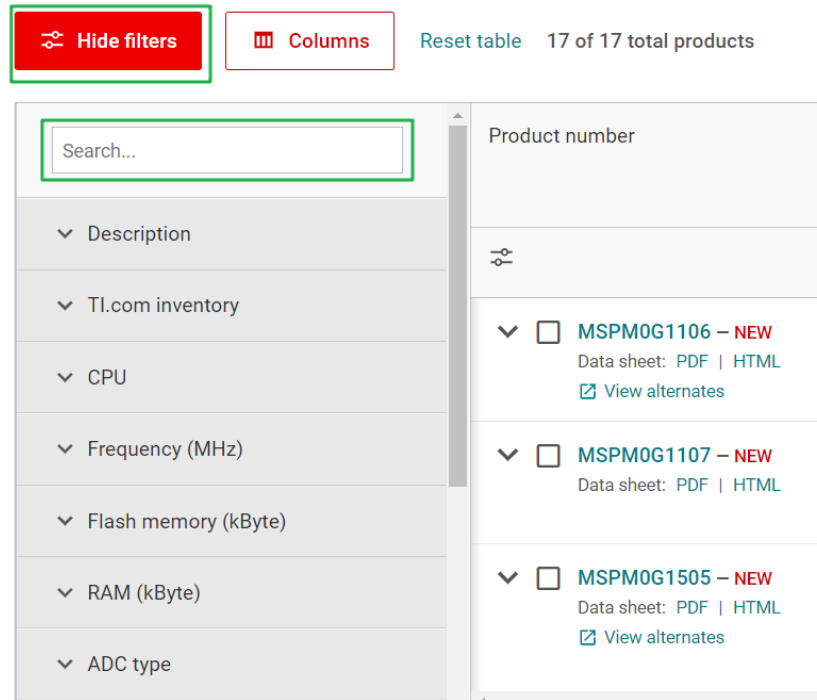 Hide filters
Columns
Reset table
17 of 17 total products
Search...
Description
TI.com inventory
CPU
Frequency (MHz)
Flash memory (kByte)
RAM (kByte)
ADC type
Product number
MSPM0G1106 – NEW
Data sheet: PDF | HTML
View alternates
MSPM0G1107 – NEW
Data sheet: PDF | HTML
MSPM0G1505 – NEW
Data sheet: PDF | HTML
View alternates